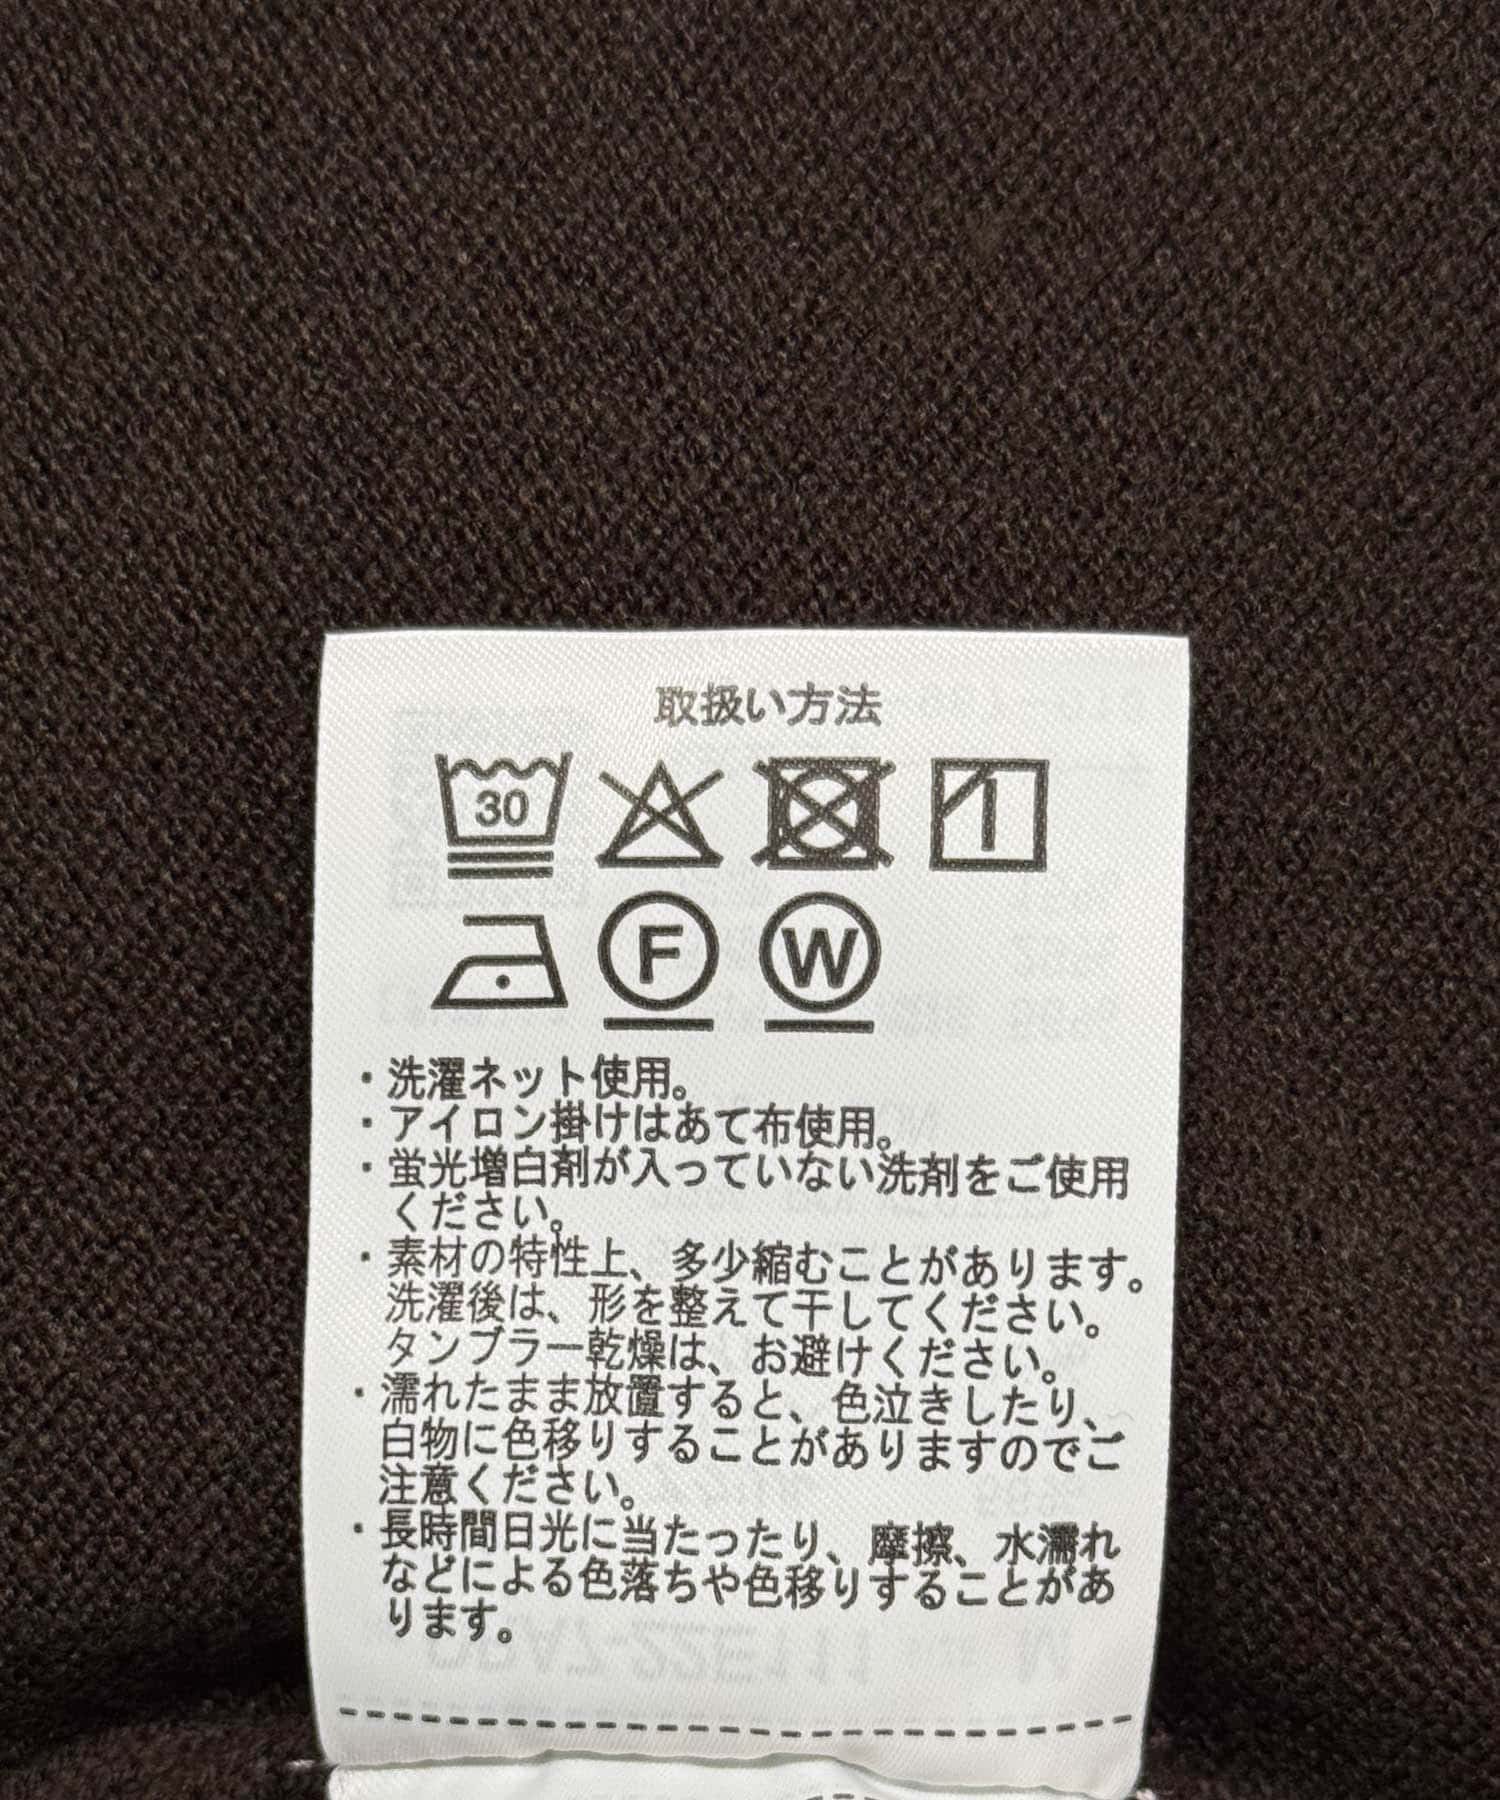 取扱い方法
30
F W
・洗濯ネット使用。
・アイロン掛けはあて布使用。
・蛍光増白剤が入っていない洗剤をご使用
ください。
・素材の特性上、多少縮むことがあります。
洗濯後は、形を整えて干してください。
タンブラー乾燥は、お避けください。
・濡れたまま放置すると、色泣きしたり、
白物に色移りすることがありますのでご
注意ください。
・長時間日光に当たったり、摩擦、水濡れ
などによる色落ちや色移りすることがあ
ります。